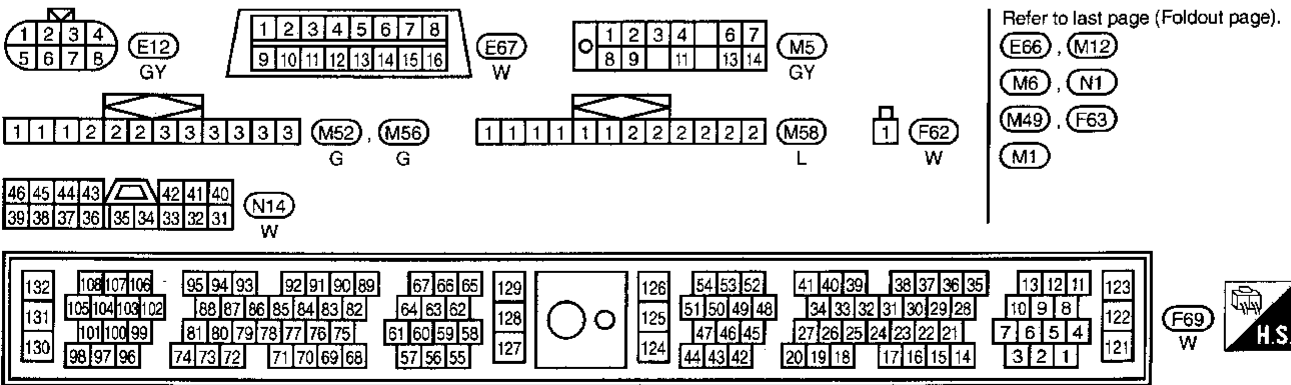 1 2 3 4
5 6 7 8
E12
GY
1 2 3 4 5 6 7 8
9 10 11 12 13 14 15 16
E67
W
1 2 3 4 6 7
8 9 11 13 14
M5
GY
Refer to last page (Foldout page).
E66 , M12
M6 , N1
M49 , F63
M1
1 1 1 2 2 2 3 3 3 3 3 3
M52 , M56
G G
1 1 1 1 1 1 2 2 2 2 2 2
M58
L
1
F62
W
46 45 44 43 42 41 40
39 38 37 36 35 34 33 32 31
N14
W
132 108 107 106 95 94 93 92 91 90 89 67 66 65 129 126 54 53 52 41 40 39 38 37 36 35 13 12 11 123
131 105 104 103 102 88 87 86 85 84 83 82 64 63 62 128 125 51 50 49 48 34 33 32 31 30 29 28 10 9 8 122
130 101 100 99 81 80 79 78 77 76 75 61 60 59 58 127 124 47 46 45 27 26 25 24 23 22 21 7 6 5 4 121
98 97 96 74 73 72 71 70 69 68 57 56 55 44 43 42 20 19 18 17 16 15 14 3 2 1
F69
W
H.S.